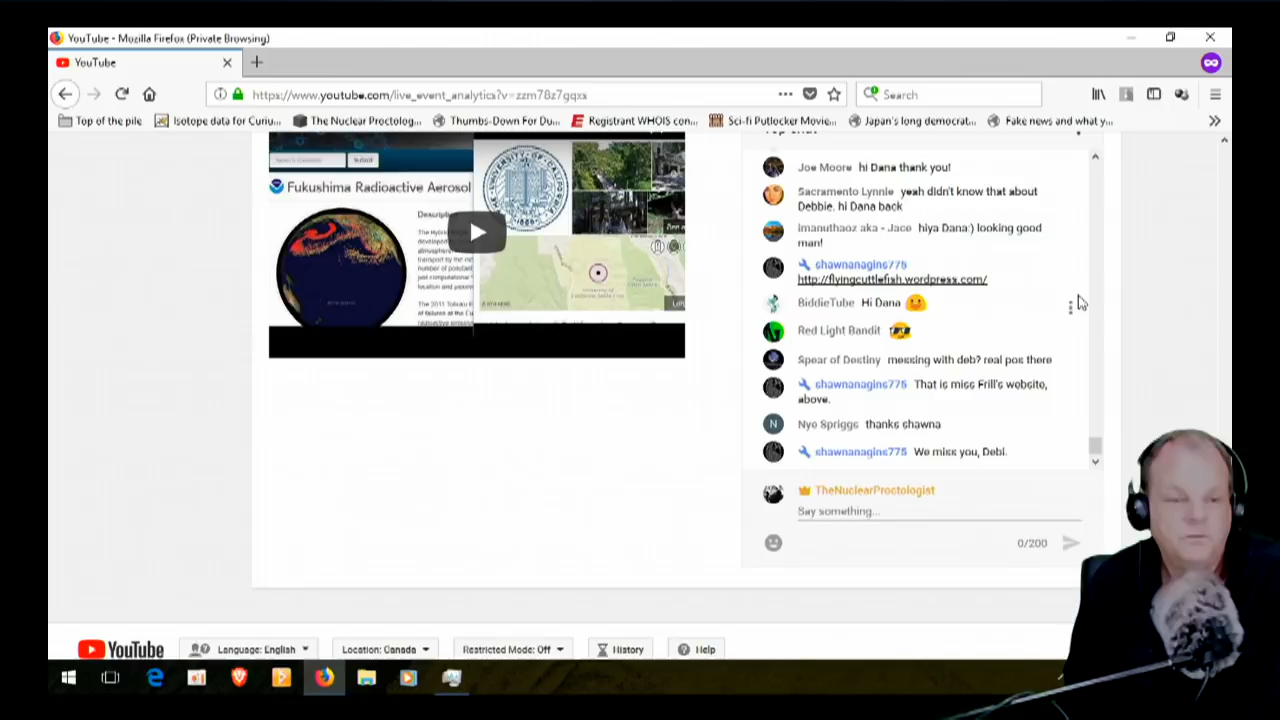 YouTube - Mozilla Firefox (Private Browsing)
YouTube
https://www.youtube.com/live_event_analytics?v=zzm78z7gqxs
Search
Top of the pile
Isotope data for Curiu...
The Nuclear Proctolog...
Thumbs-Down For Du...
Registrant WHOIS con...
Sci-fi Putlocker Movie...
Japan's long democrat...
Fake news and what y...
Fukushima Radioactive Aerosol
Description
Joe Moore hi Dana thank you!
Sacramento Lynnie yeah didn't know that about
Debbie. hi Dana back
imanuthaoz aka - Jace hiya Dana:) looking good
man!
shawnanagins775
http://flyingcuttlefish.wordpress.com/
BiddieTube Hi Dana
Red Light Bandit
Spear of Destiny messing with deb? real pos there
shawnanagins775 That is miss Frill's website,
above.
N
Nyo Spriggs thanks shawna
shawnanagins775 We miss you, Debi.
TheNuclearProctologist
Say something...
0/200
YouTube
Language: English
Location: Canada
Restricted Mode: Off
History
Help